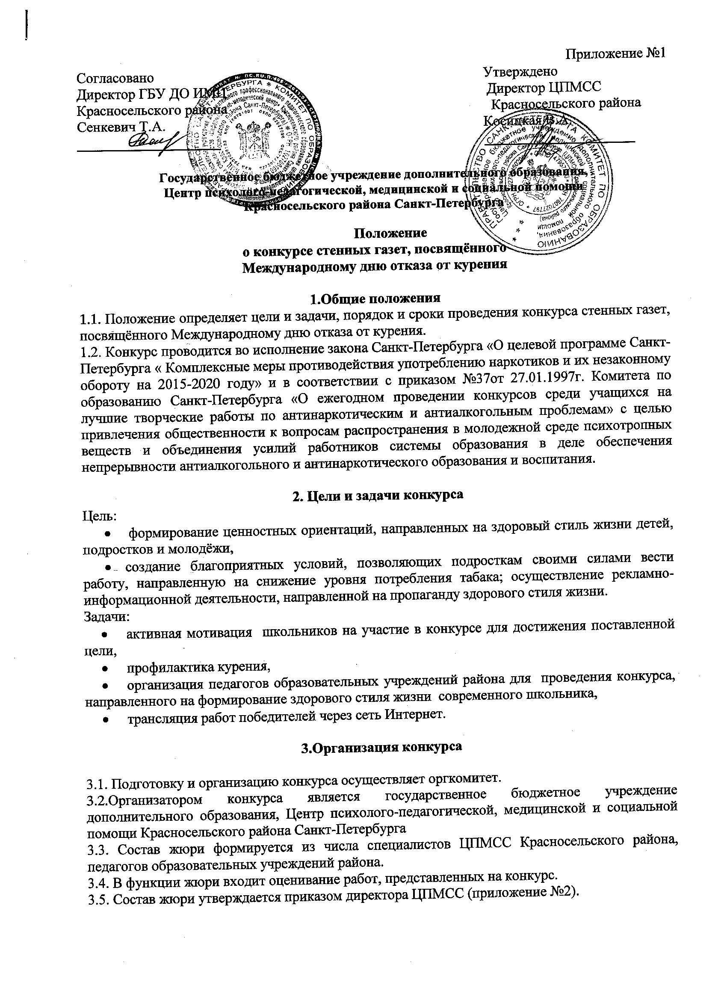 Приложение №1
Согласовано
Директор ГБУ ДО ИМЦ
Красносельского района
Сенкевич Т.А.
Утверждено
Директор ЦПМСС
Красносельского района
Косицкая В.А.
Государственное бюджетное учреждение дополнительного образования,
Центр психолого-педагогической, медицинской и социальной помощи
Красносельского района Санкт-Петербурга
Положение
о конкурсе стенных газет, посвящённого
Международному дню отказа от курения
1.Общие положения
1.1. Положение определяет цели и задачи, порядок и сроки проведения конкурса стенных газет,
посвящённого Международному дню отказа от курения.
1.2. Конкурс проводится во исполнение закона Санкт-Петербурга «О целевой программе Санкт-
Петербурга « Комплексные меры противодействия употреблению наркотиков и их незаконному
обороту на 2015-2020 году» и в соответствии с приказом №37от 27.01.1997г. Комитета по
образованию Санкт-Петербурга «О ежегодном проведении конкурсов среди учащихся на
лучшие творческие работы по антинаркотическим и антиалкогольным проблемам» с целью
привлечения общественности к вопросам распространения в молодежной среде психотропных
веществ и объединения усилий работников системы образования в деле обеспечения
непрерывности антиалкогольного и антинаркотического образования и воспитания.
2. Цели и задачи конкурса
Цель:
• формирование ценностных ориентаций, направленных на здоровый стиль жизни детей,
подростков и молодёжи,
• создание благоприятных условий, позволяющих подросткам своими силами вести
работу, направленную на снижение уровня потребления табака; осуществление рекламно-
информационной деятельности, направленной на пропаганду здорового стиля жизни.
Задачи:
• активная мотивация школьников на участие в конкурсе для достижения поставленной
цели,
• профилактика курения,
• организация педагогов образовательных учреждений района для проведения конкурса,
направленного на формирование здорового стиля жизни современного школьника,
• трансляция работ победителей через сеть Интернет.
3.Организация конкурса
3.1. Подготовку и организацию конкурса осуществляет оргкомитет.
3.2.Организатором конкурса является государственное бюджетное учреждение
дополнительного образования, Центр психолого-педагогической, медицинской и социальной
помощи Красносельского района Санкт-Петербурга
3.3. Состав жюри формируется из числа специалистов ЦПМСС Красносельского района,
педагогов образовательных учреждений района.
3.4. В функции жюри входит оценивание работ, представленных на конкурс.
3.5. Состав жюри утверждается приказом директора ЦПМСС (приложение №2).